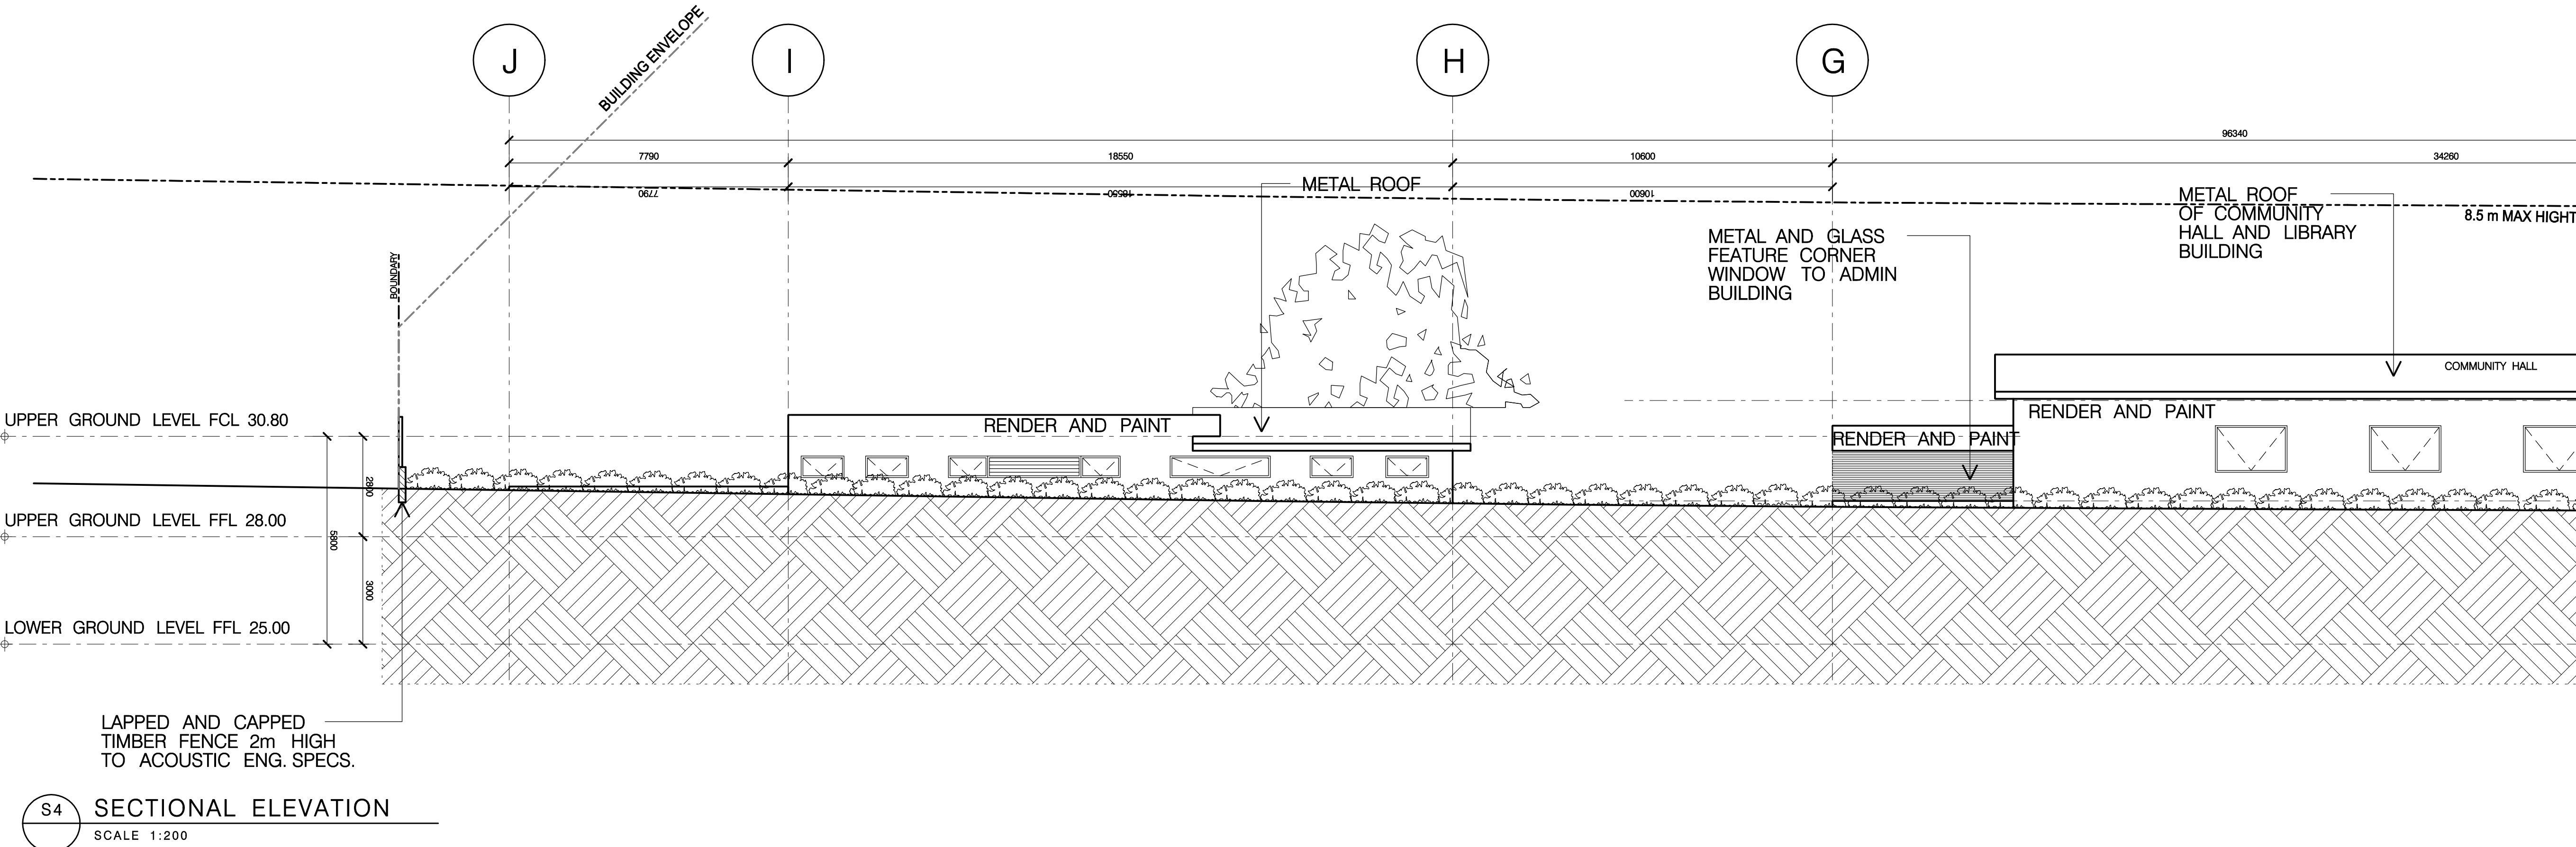 J
I
H
G
BUILDING ENVELOPE
96340
7790
18550
10600
34260
7790
18550
10600
METAL ROOF
METAL ROOF
OF COMMUNITY
HALL AND LIBRARY
BUILDING
8.5 m MAX HIGHT
METAL AND GLASS
FEATURE CORNER
WINDOW TO ADMIN
BUILDING
BOUNDARY
COMMUNITY HALL
UPPER GROUND LEVEL FCL 30.80
RENDER AND PAINT
RENDER AND PAINT
RENDER AND PAINT
2800
UPPER GROUND LEVEL FFL 28.00
5800
3000
LOWER GROUND LEVEL FFL 25.00
LAPPED AND CAPPED
TIMBER FENCE 2m HIGH
TO ACOUSTIC ENG. SPECS.
S4 SECTIONAL ELEVATION
SCALE 1:200